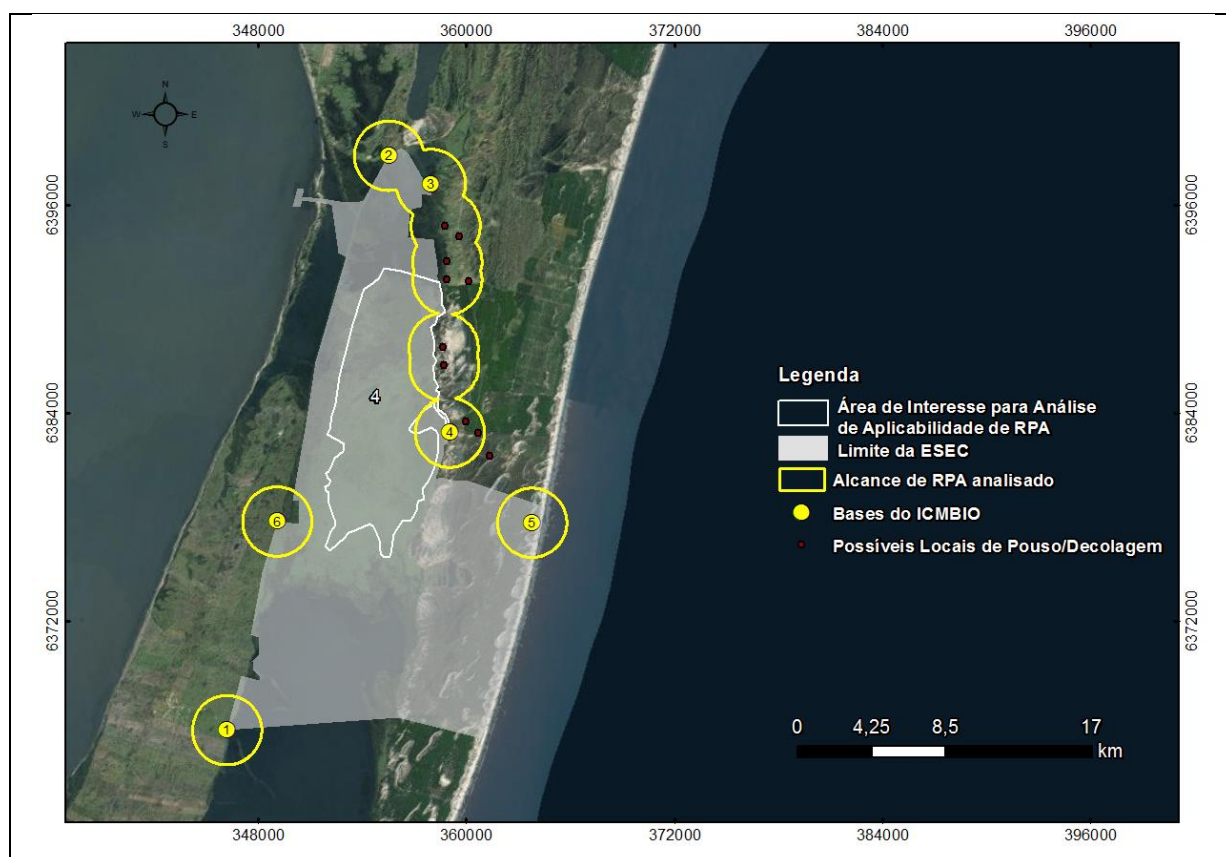 348000 360000 372000 384000 396000
N
W E
S
2
3
6396000 6396000
4
6384000 6384000
4
6 5
6372000 6372000
1
Legenda
Área de Interesse para Análise
de Aplicabilidade de RPA
Limite da ESEC
Alcance de RPA analisado
Bases do ICMBIO
Possíveis Locais de Pouso/Decolagem
0 4,25 8,5 17
km
348000 360000 372000 384000 396000